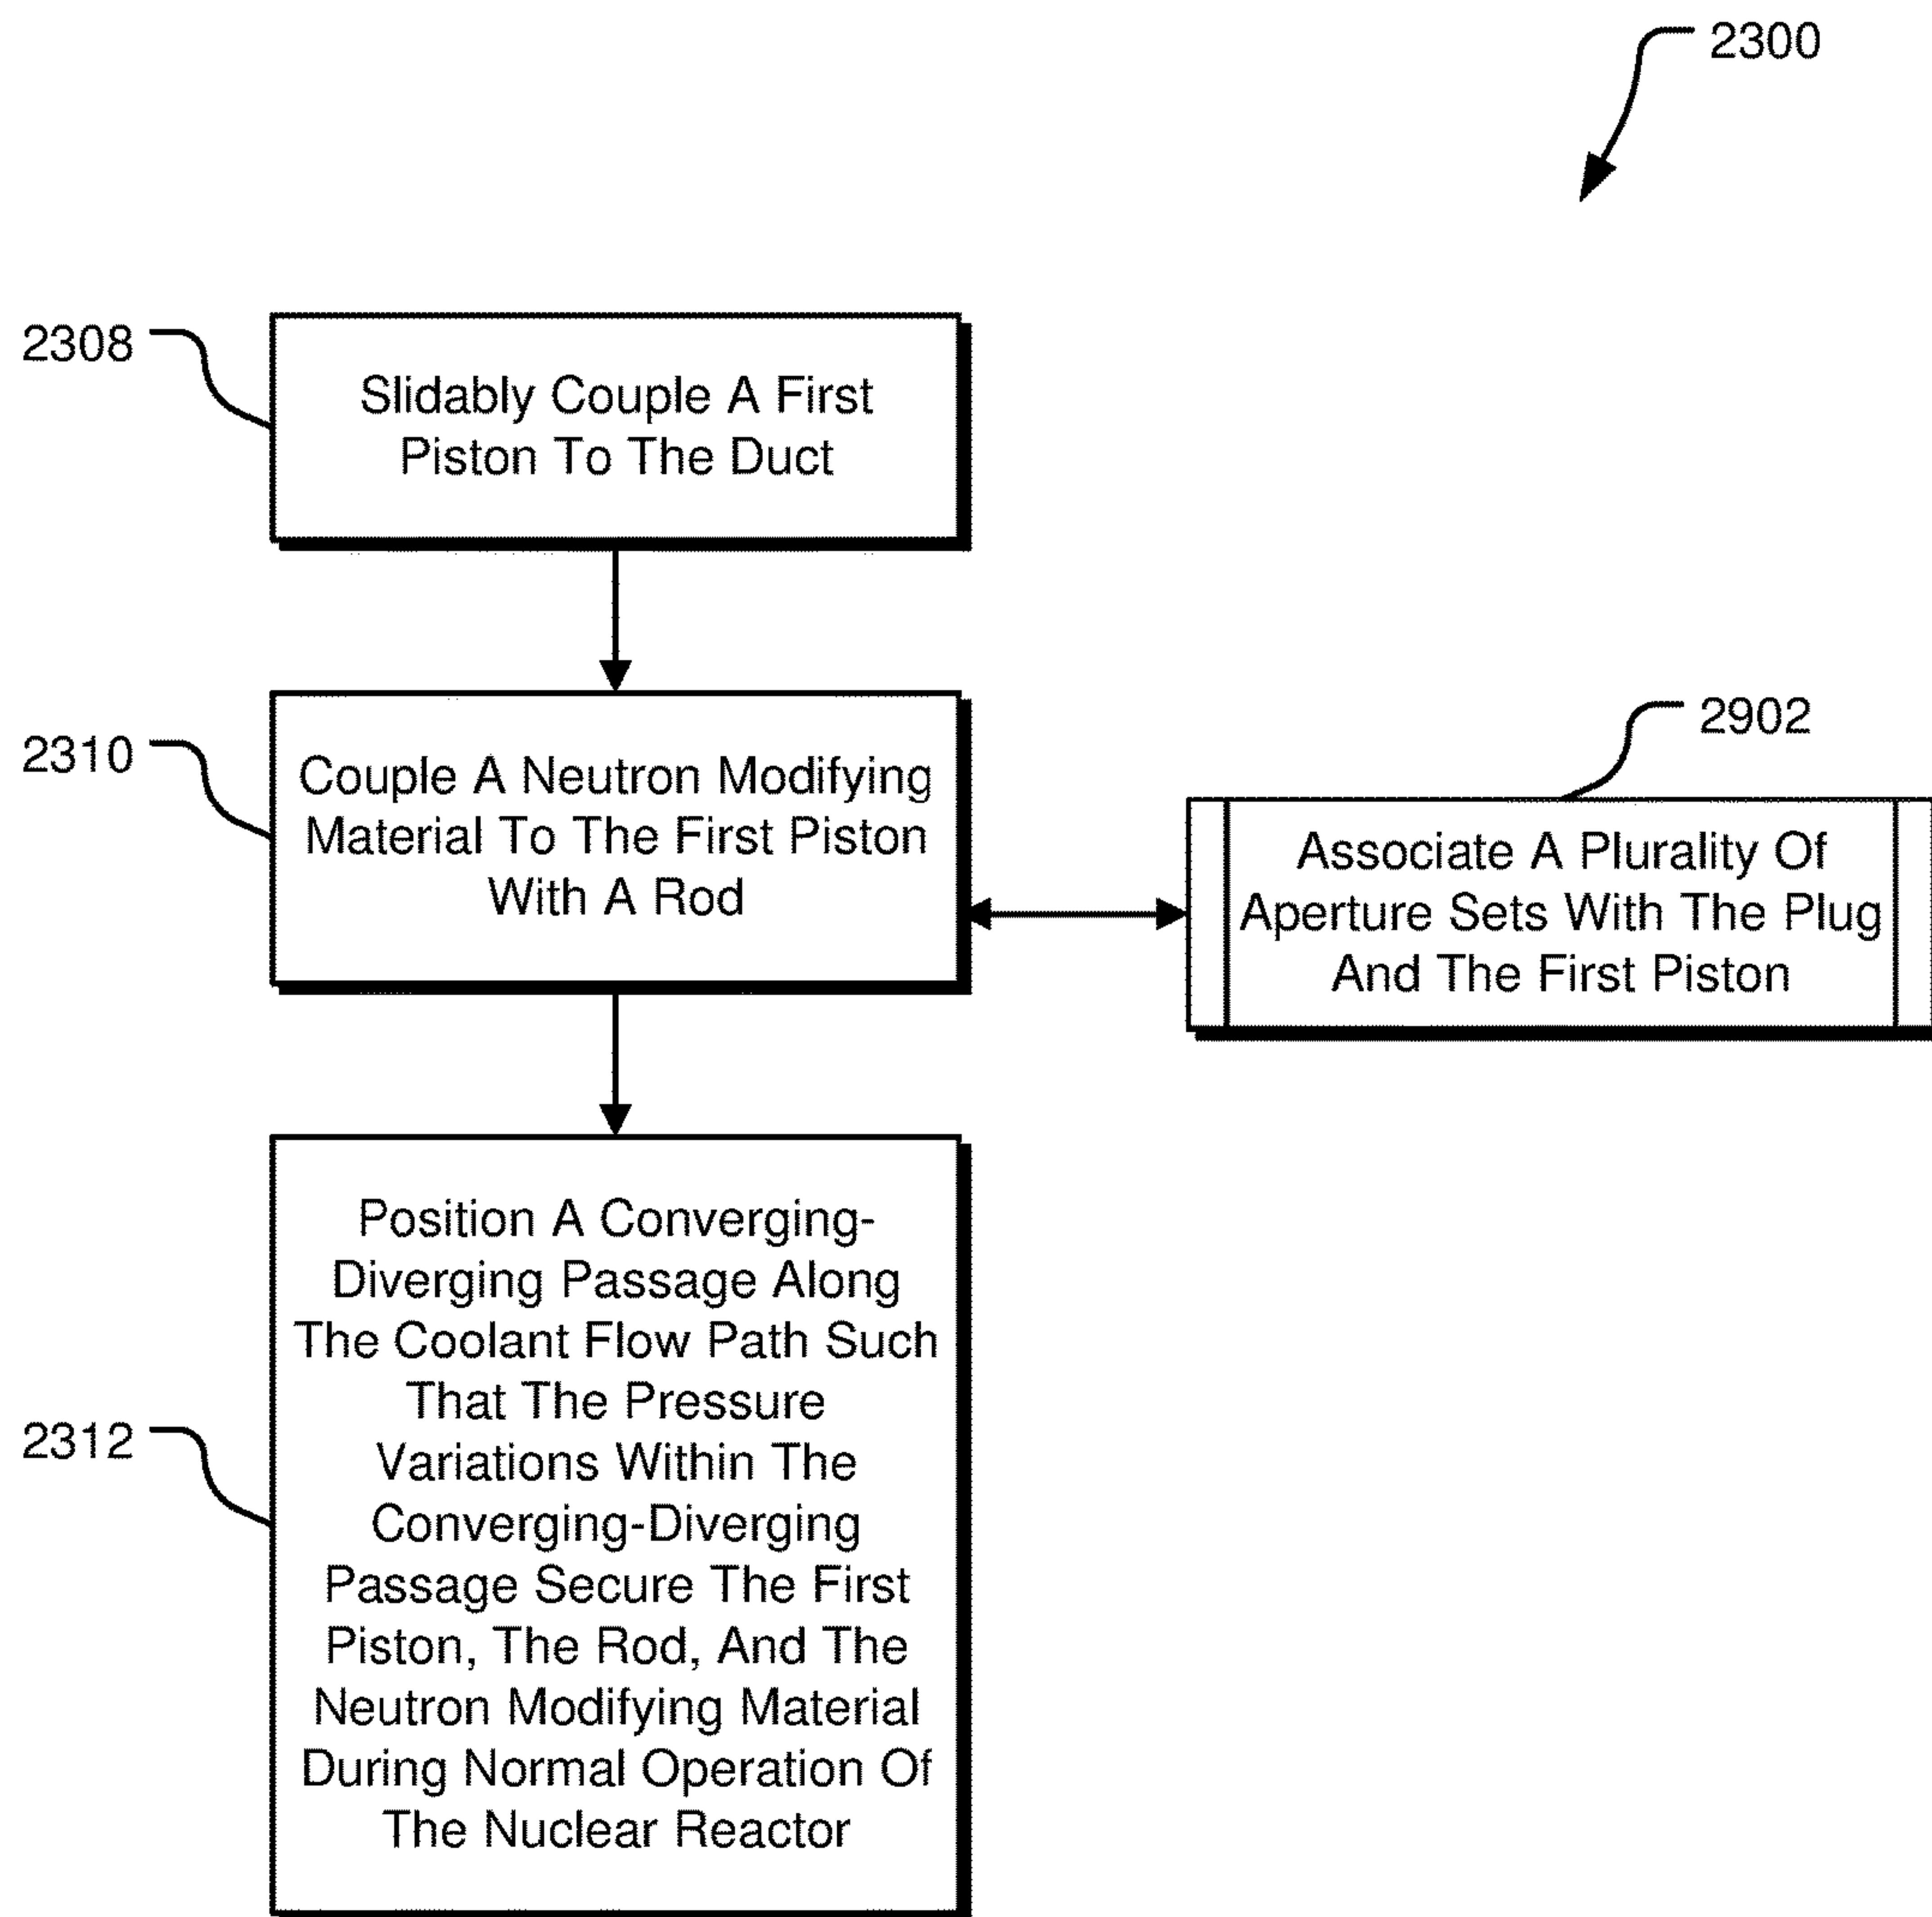 2300
2308
Slidably Couple A First
Piston To The Duct
2310
Couple A Neutron Modifying
Material To The First Piston
With A Rod
2902
Associate A Plurality Of
Aperture Sets With The Plug
And The First Piston
2312
Position A Converging-
Diverging Passage Along
The Coolant Flow Path Such
That The Pressure
Variations Within The
Converging-Diverging
Passage Secure The First
Piston, The Rod, And The
Neutron Modifying Material
During Normal Operation Of
The Nuclear Reactor